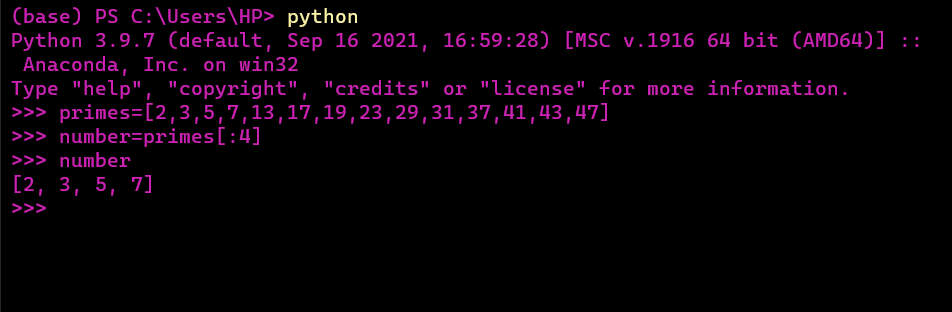 (base) PS C:\Users\HP> python
Python 3.9.7 (default, Sep 16 2021, 16:59:28) [MSC v.1916 64 bit (AMD64)] ::
 Anaconda, Inc. on win32
Type "help", "copyright", "credits" or "license" for more information.
>>> primes=[2,3,5,7,13,17,19,23,29,31,37,41,43,47]
>>> number=primes[:4]
>>> number
[2, 3, 5, 7]
>>>